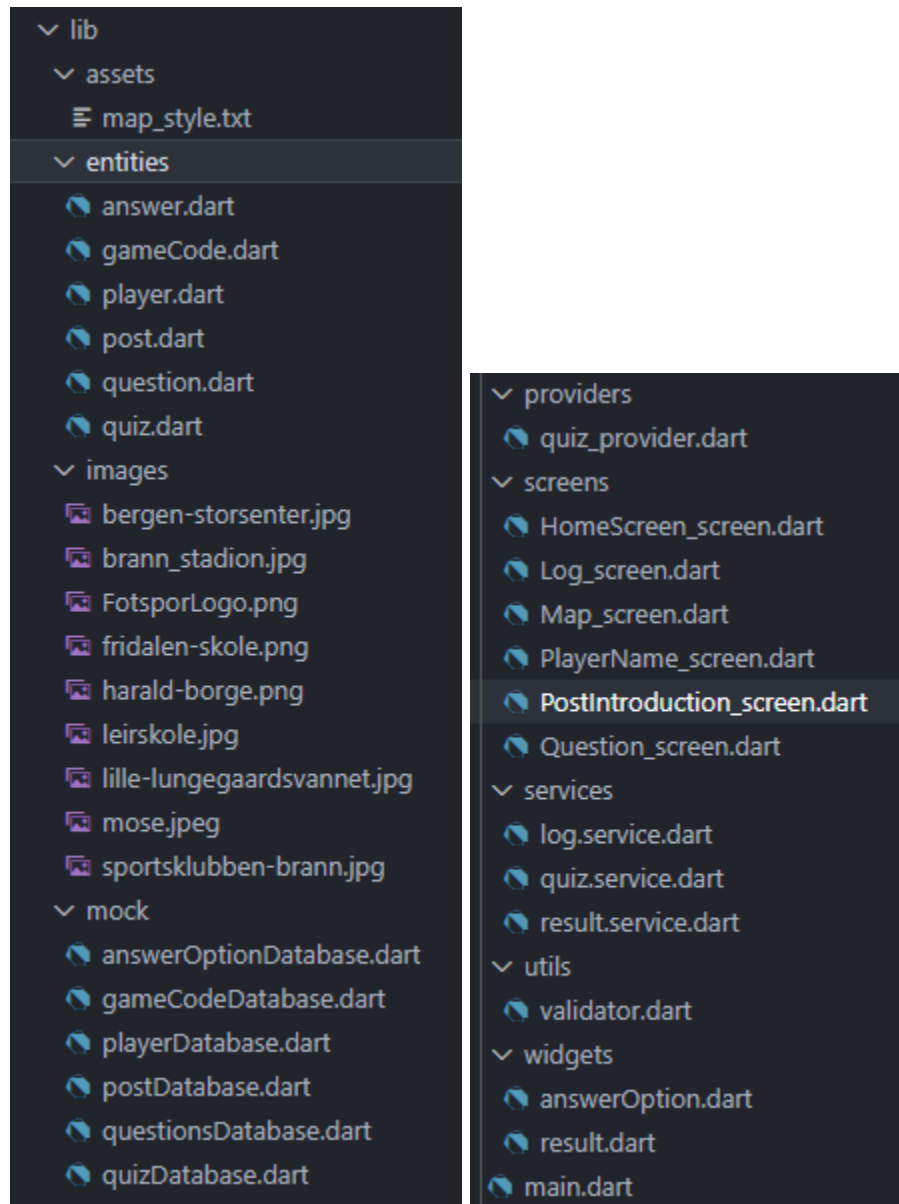 lib
assets
map_style.txt
entities
answer.dart
gameCode.dart
player.dart
post.dart
question.dart
quiz.dart
images
bergen-storsenter.jpg
brann_stadion.jpg
FotsporLogo.png
fridalen-skole.png
harald-borge.png
leirskole.jpg
lille-lungegaardsvannet.jpg
mose.jpeg
sportsklubben-brann.jpg
mock
answerOptionDatabase.dart
gameCodeDatabase.dart
playerDatabase.dart
postDatabase.dart
questionsDatabase.dart
quizDatabase.dart
providers
quiz_provider.dart
screens
HomeScreen_screen.dart
Log_screen.dart
Map_screen.dart
PlayerName_screen.dart
PostIntroduction_screen.dart
Question_screen.dart
services
log.service.dart
quiz.service.dart
result.service.dart
utils
validator.dart
widgets
answerOption.dart
result.dart
main.dart